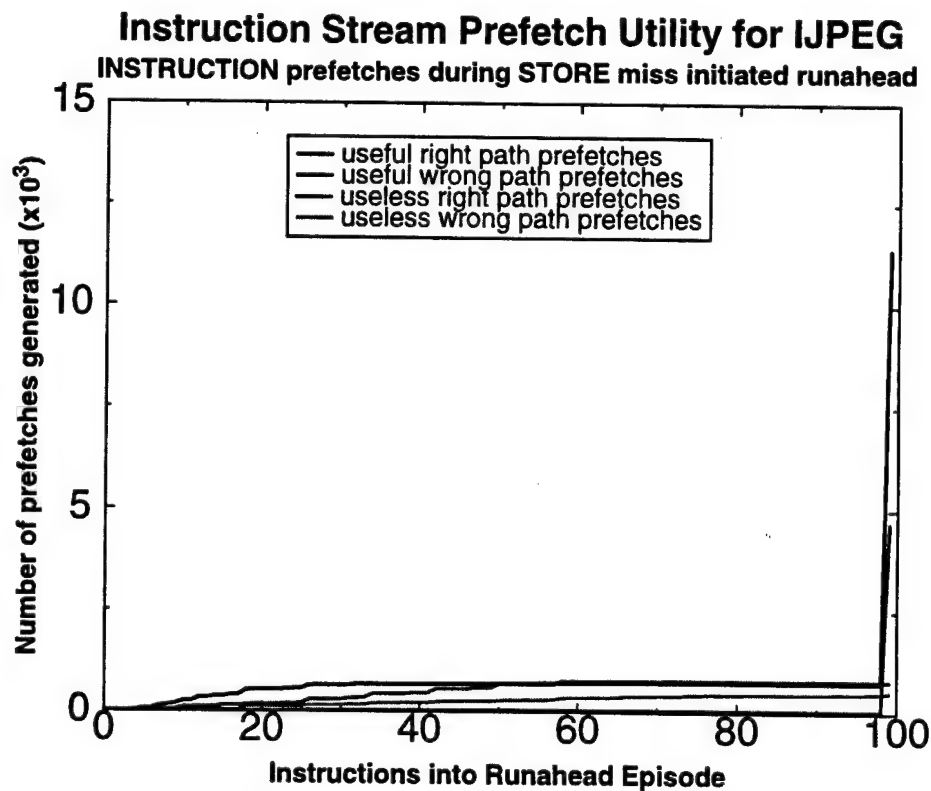 Instruction Stream Prefetch Utility for IJPEG
INSTRUCTION prefetches during STORE miss initiated runahead
15
useful right path prefetches
useful wrong path prefetches
useless right path prefetches
useless wrong path prefetches
Number of prefetches generated (x10³)
10
5
0
0 20 40 60 80 100
Instructions into Runahead Episode